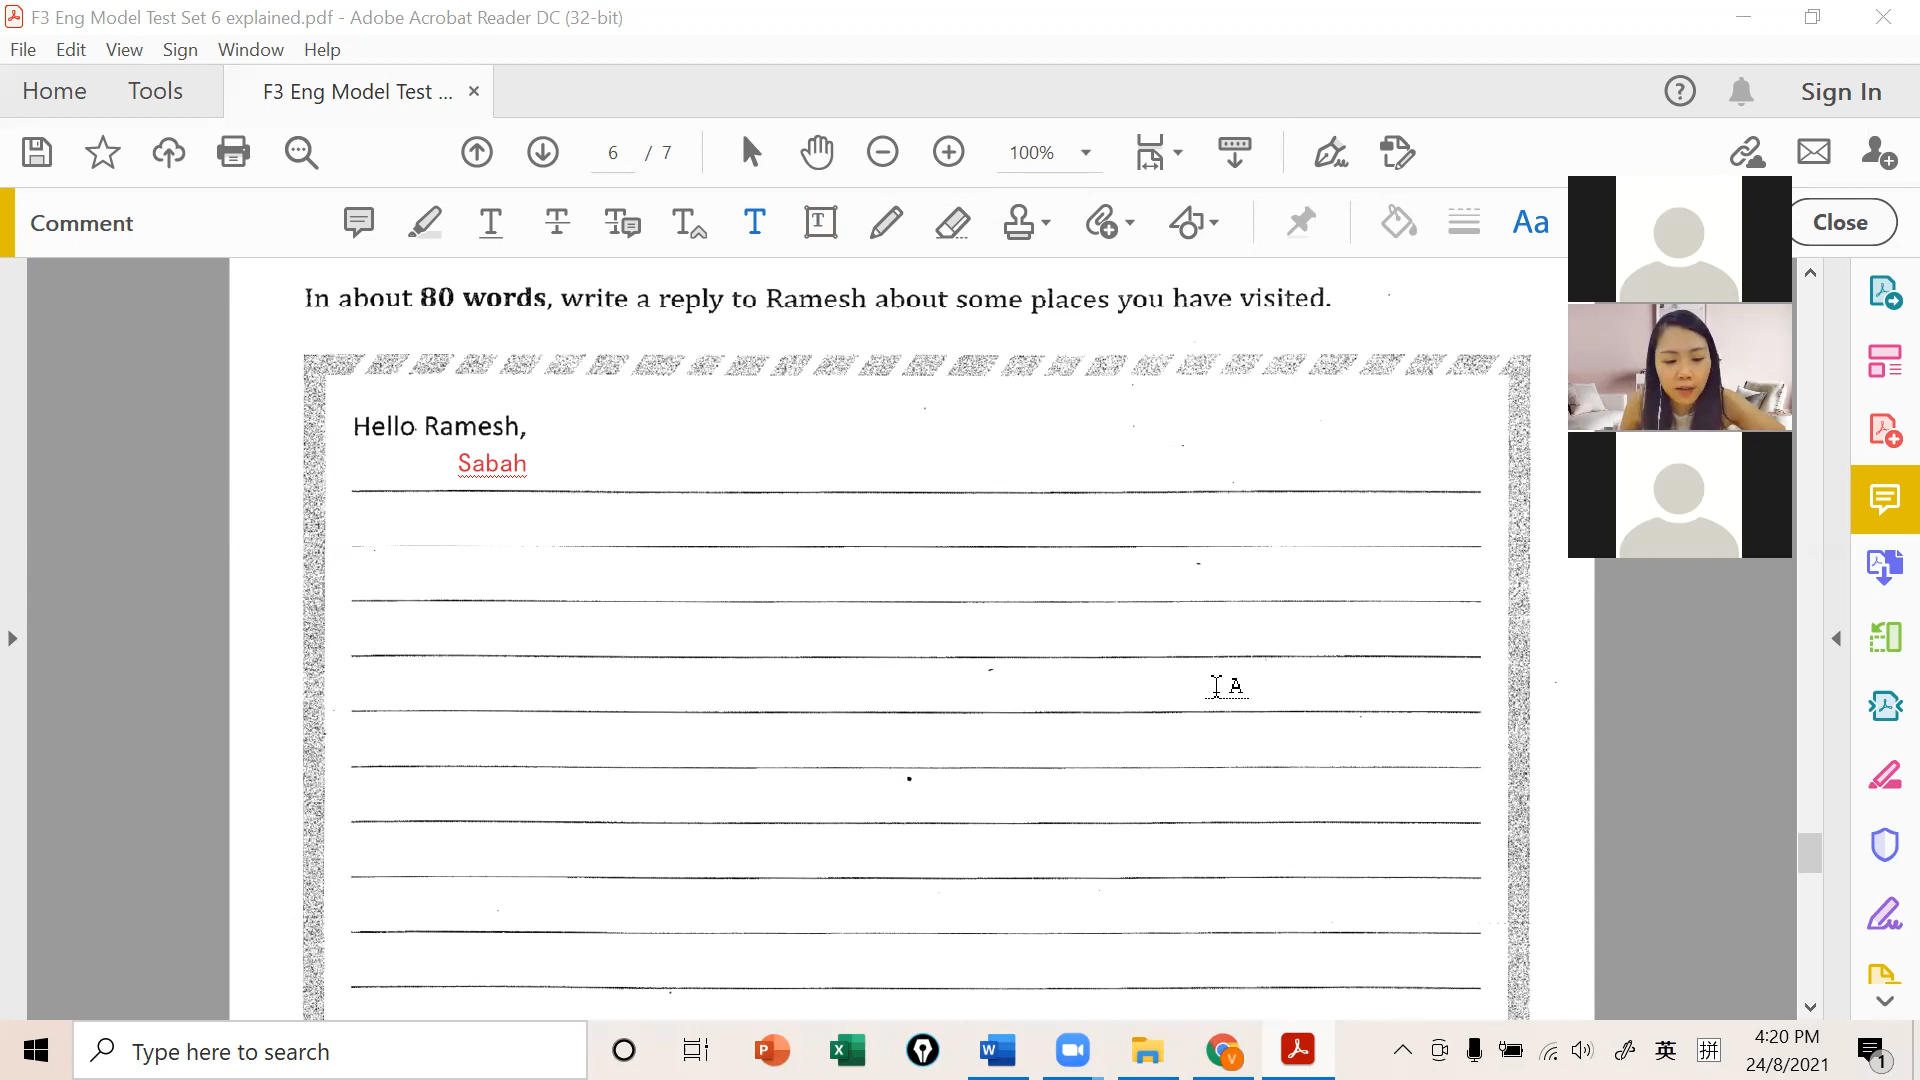 F3 Eng Model Test Set 6 explained.pdf - Adobe Acrobat Reader DC (32-bit)
File Edit View Sign Window Help
Home Tools F3 Eng Model Test ... × Sign In
6 / 7 100%
Comment Aa Close
In about 80 words, write a reply to Ramesh about some places you have visited.
Hello Ramesh,
Sabah
A
Type here to search
英 拼
4:20 PM
24/8/2021
1